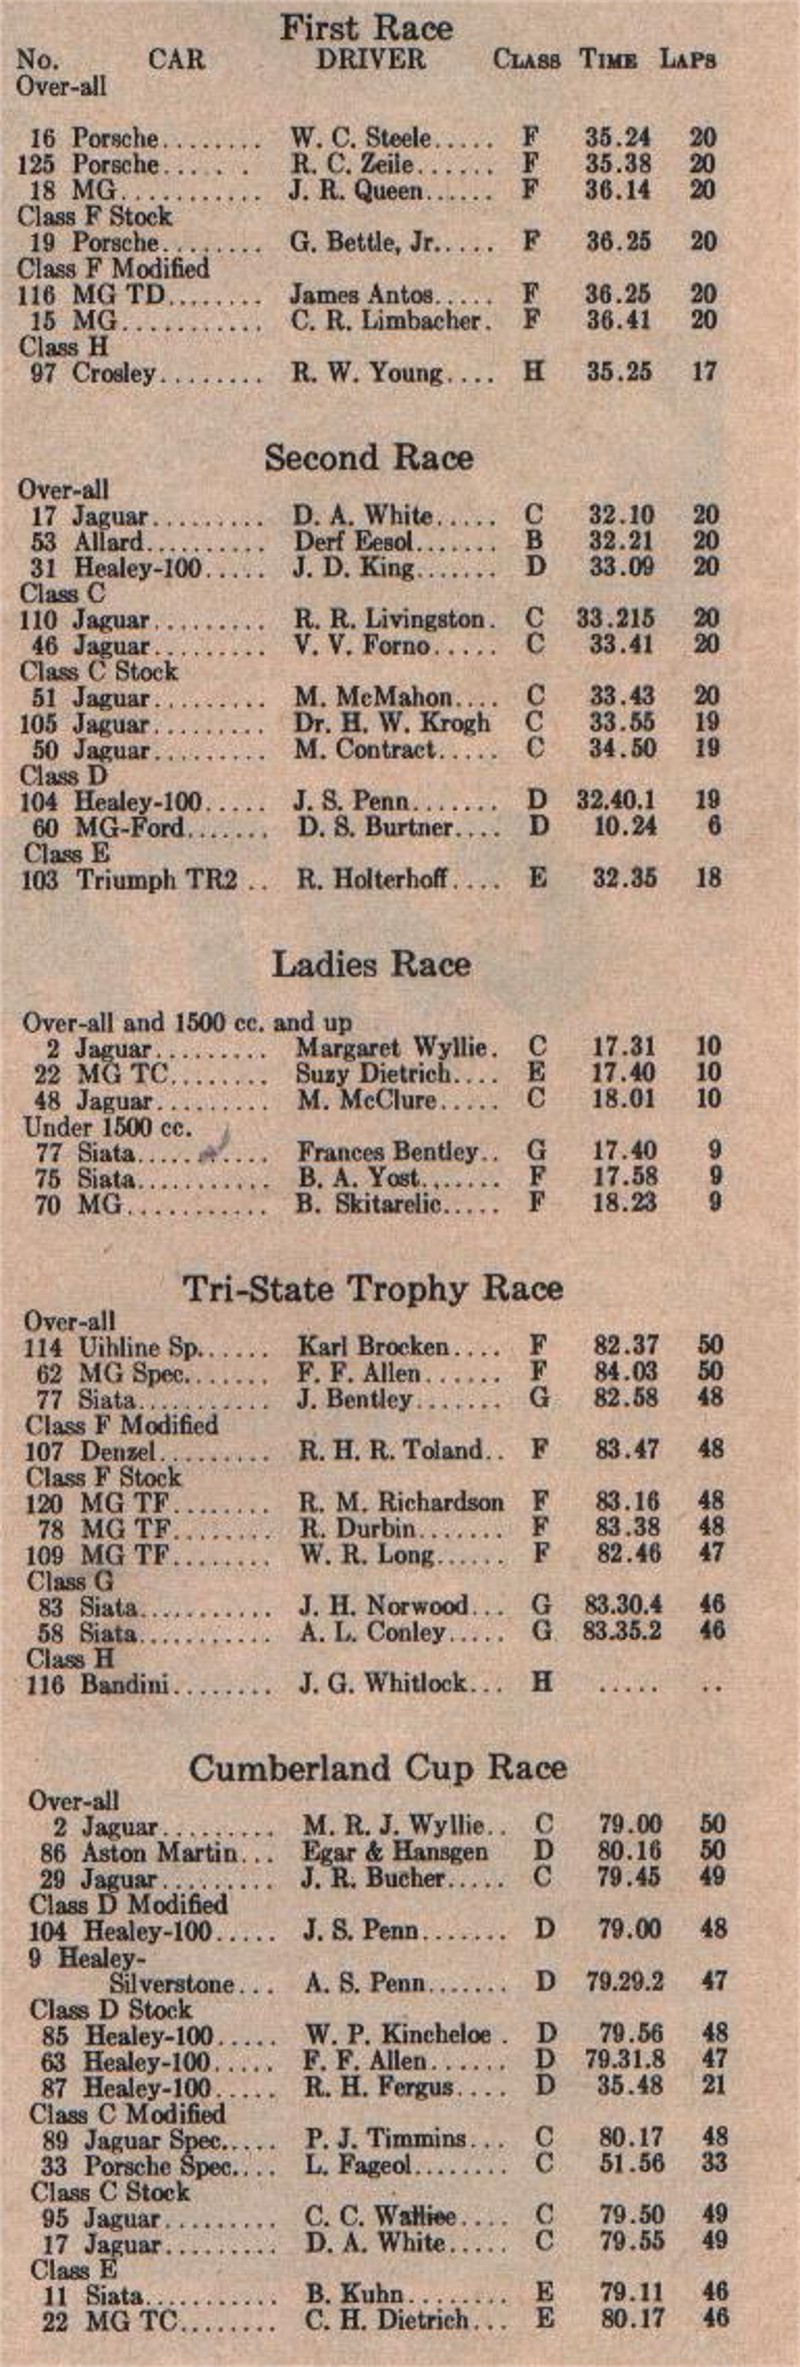 First Race
No. CAR DRIVER CLASS TIME LAPS
Over-all
16 Porsche........ W. C. Steele..... F 35.24 20
125 Porsche..... . R. C. Zeile....... F 35.38 20
18 MG........... J. R. Queen...... F 36.14 20
Class F Stock
19 Porsche........ G. Bettle, Jr..... F 36.25 20
Class F Modified
116 MG TD........ James Antos..... F 36.25 20
15 MG........... C. R. Limbacher. F 36.41 20
Class H
97 Crosley........ R. W. Young.... H 35.25 17
Second Race
Over-all
17 Jaguar......... D. A. White..... C 32.10 20
53 Allard.......... Derf Eesol....... B 32.21 20
31 Healey-100..... J. D. King....... D 33.09 20
Class C
110 Jaguar......... R. R. Livingston. C 33.215 20
46 Jaguar......... V. V. Forno..... C 33.41 20
Class C Stock
51 Jaguar......... M. McMahon.... C 33.43 20
105 Jaguar......... Dr. H. W. Krogh C 33.55 19
50 Jaguar......... M. Contract..... C 34.50 19
Class D
104 Healey-100..... J. S. Penn....... D 32.40.1 19
60 MG-Ford....... D. S. Burtner.... D 10.24 6
Class E
103 Triumph TR2 .. R. Holterhoff.... E 32.35 18
Ladies Race
Over-all and 1500 cc. and up
2 Jaguar......... Margaret Wyllie. C 17.31 10
22 MG TC........ Suzy Dietrich.... E 17.40 10
48 Jaguar......... M. McClure..... C 18.01 10
Under 1500 cc.
77 Siata........... Frances Bentley.. G 17.40 9
75 Siata........... B. A. Yost....... F 17.58 9
70 MG........... B. Skitarelic..... F 18.23 9
Tri-State Trophy Race
Over-all
114 Uihline Sp...... Karl Brocken.... F 82.37 50
62 MG Spec....... F. F. Allen...... F 84.03 50
77 Siata........... J. Bentley....... G 82.58 48
Class F Modified
107 Denzel......... R. H. R. Toland.. F 83.47 48
Class F Stock
120 MG TF........ R. M. Richardson F 83.16 48
78 MG TF........ R. Durbin....... F 83.38 48
109 MG TF........ W. R. Long...... F 82.46 47
Class G
83 Siata........... J. H. Norwood... G 83.30.4 46
58 Siata........... A. L. Conley..... G 83.35.2 46
Class H
116 Bandini........ J. G. Whitlock... H ..... ..
Cumberland Cup Race
Over-all
2 Jaguar......... M. R. J. Wyllie.. C 79.00 50
86 Aston Martin... Egar & Hansgen D 80.16 50
29 Jaguar......... J. R. Bucher..... C 79.45 49
Class D Modified
104 Healey-100..... J. S. Penn....... D 79.00 48
9 Healey-
Silverstone... A. S. Penn....... D 79.29.2 47
Class D Stock
85 Healey-100..... W. P. Kincheloe . D 79.56 48
63 Healey-100..... F. F. Allen...... D 79.31.8 47
87 Healey-100..... R. H. Fergus.... D 35.48 21
Class C Modified
89 Jaguar Spec..... P. J. Timmins... C 80.17 48
33 Porsche Spec.... L. Fageol........ C 51.56 33
Class C Stock
95 Jaguar......... C. C. .... C 79.50 49
17 Jaguar......... D. A. White..... C 79.55 49
Class E
11 Siata........... B. Kuhn........ E 79.11 46
22 MG TC........ C. H. Dietrich... E 80.17 46